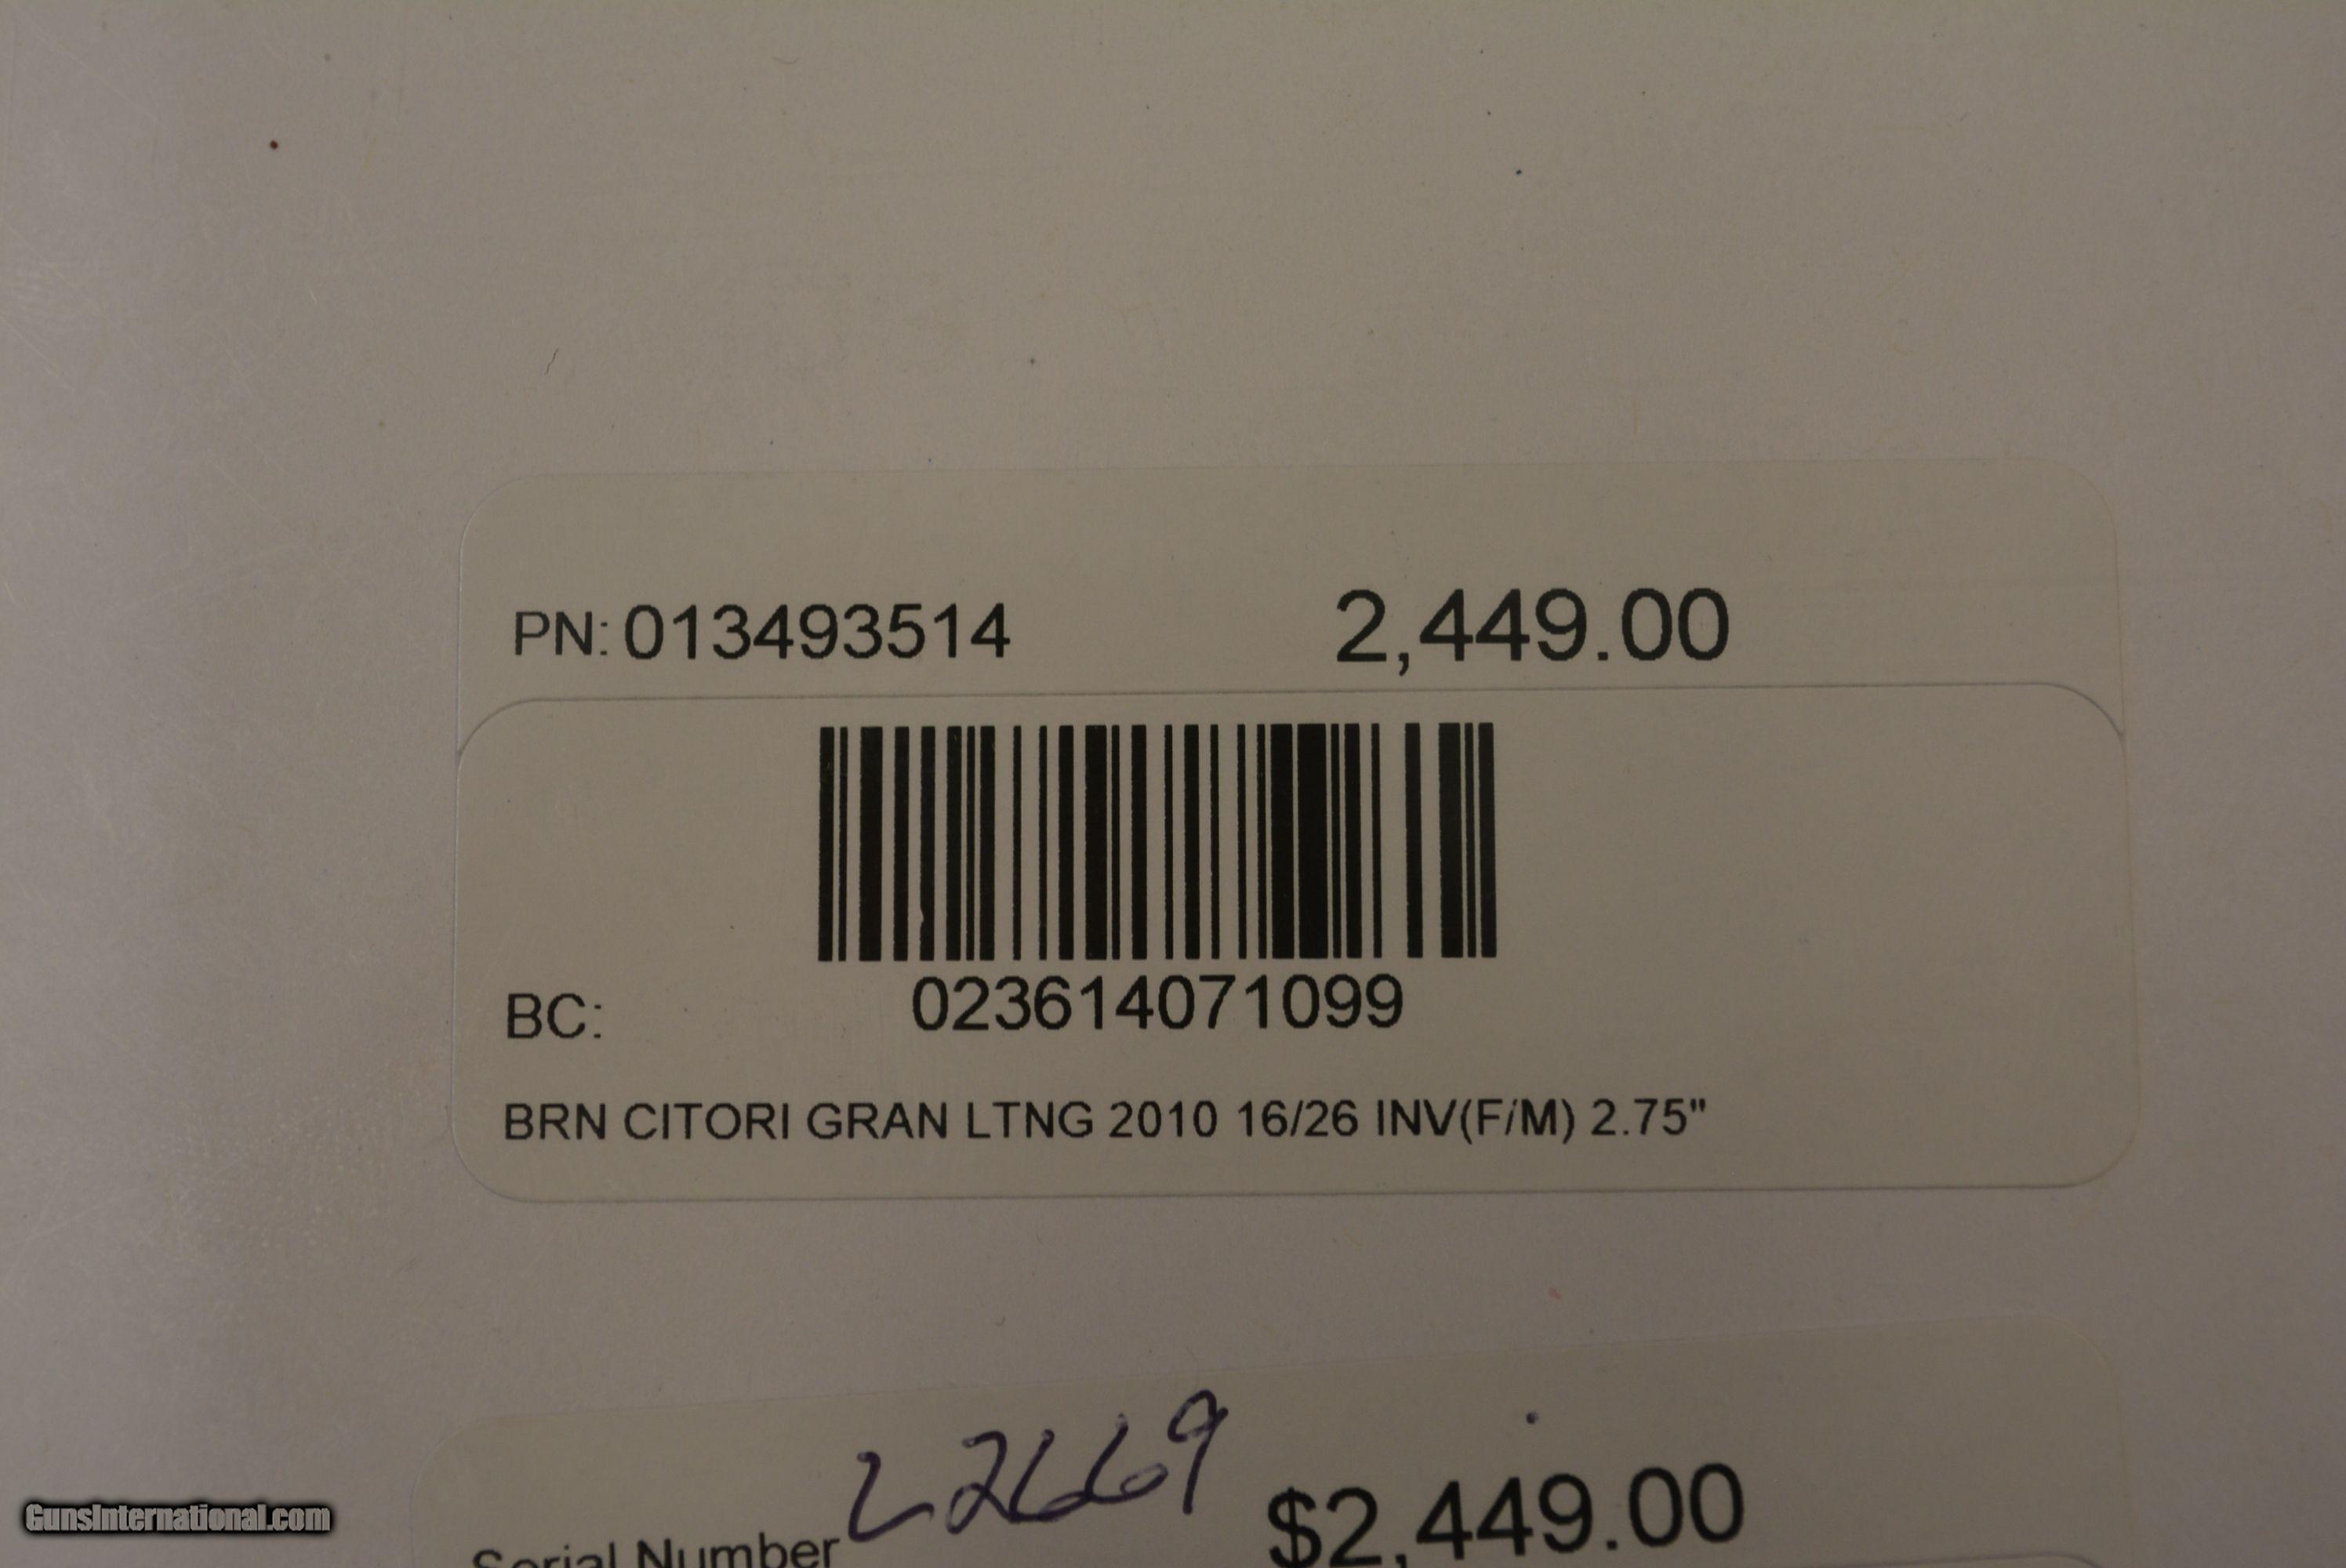 PN: 013493514 2,449.00
BC: 023614071099
BRN CITORI GRAN LTNG 2010 16/26 INV(F/M) 2.75"
22669
Serial Number $2,449.00
GunsInternational.com